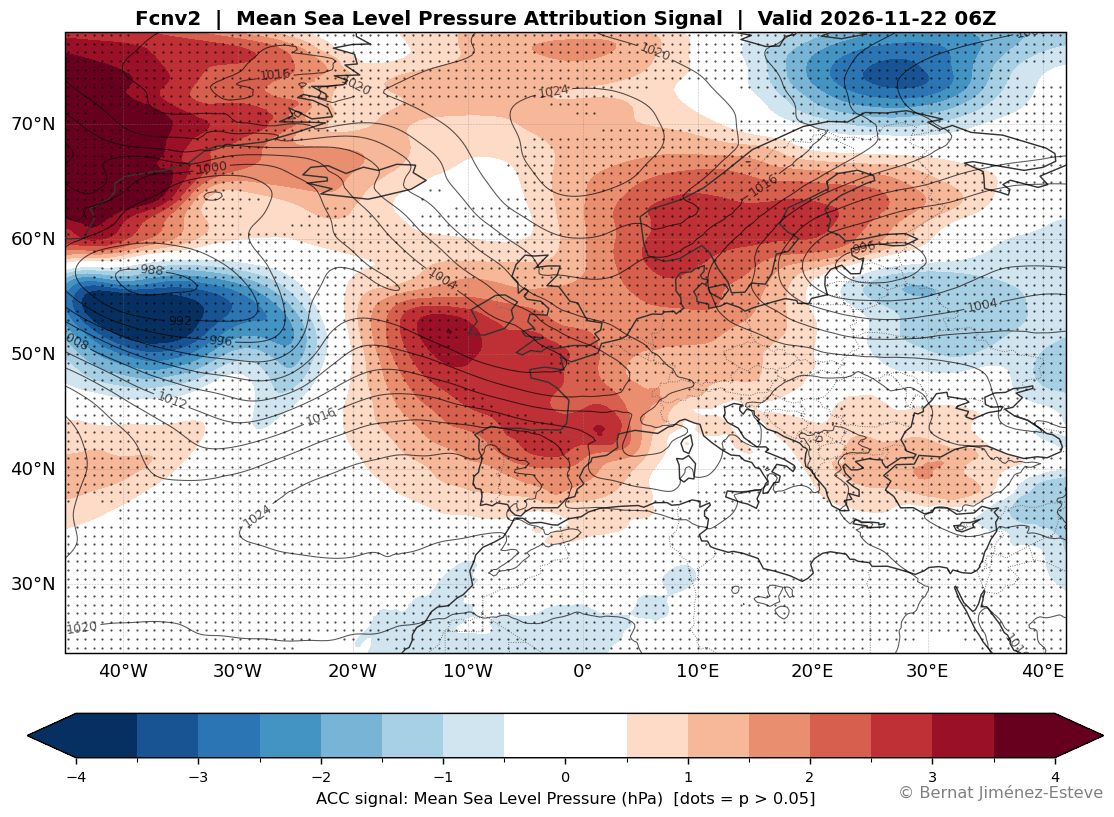 Fcnv2 | Mean Sea Level Pressure Attribution Signal | Valid 2026-11-22 06Z
1020
1016
1020
1024
70°N
1000
1016
60°N
996
988
1004
1004
992
008
996
50°N
1012
1016
40°N
1024
30°N
1020
40°W 30°W 20°W 10°W 0° 10°E 20°E 30°E 40°E
−4 −3 −2 −1 0 1 2 3 4
ACC signal: Mean Sea Level Pressure (hPa) [dots = p > 0.05]
© Bernat Jiménez-Esteve